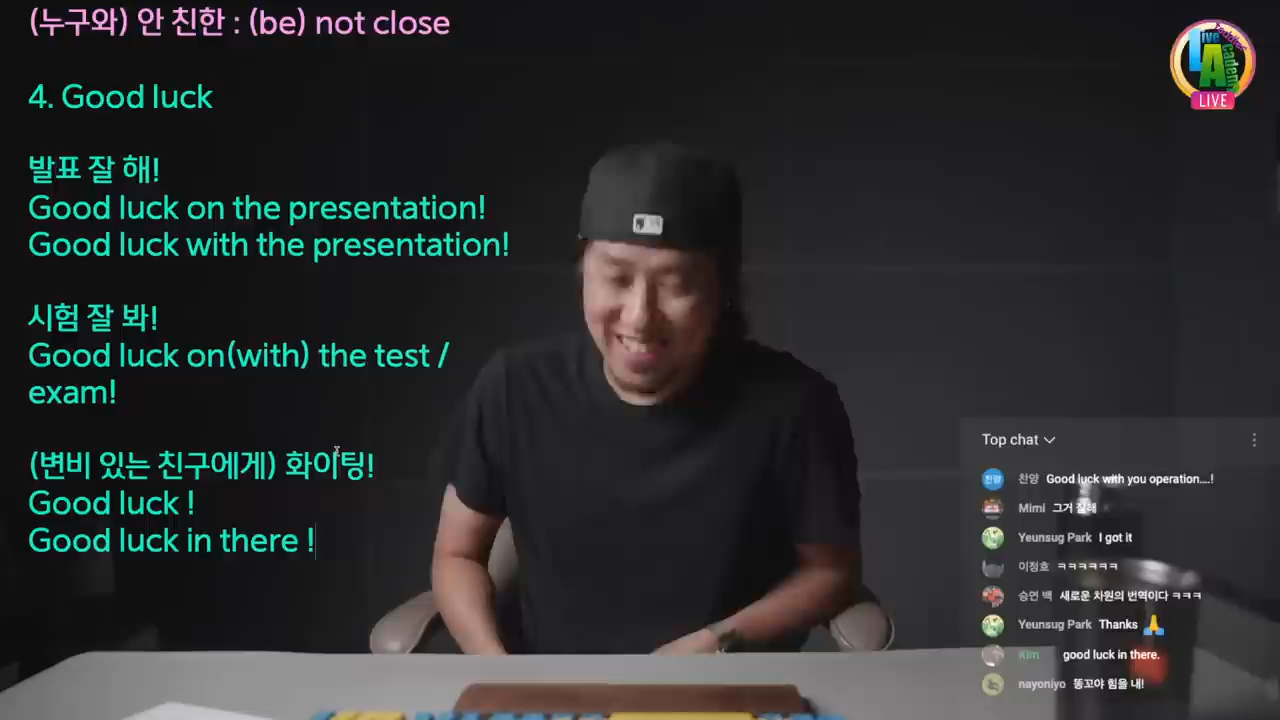 (누구와) 안 친한 : (be) not close
4. Good luck
발표 잘 해!
Good luck on the presentation!
Good luck with the presentation!
시험 잘 봐!
Good luck on(with) the test /
exam!
(변비 있는 친구에게) 화이팅!
Good luck !
Good luck in there !
Live
Academy
LIVE
Top chat
찬양 Good luck with you operation....!
Mimi 그거 잘해
Yeunsug Park I got it
이정호 ㅋㅋㅋㅋㅋㅋ
승연 백 새로운 차원의 번역이다 ㅋㅋㅋ
Yeunsug Park Thanks 🙏
Kim good luck in there.
nayoniyo 똥꼬야 힘을 내!